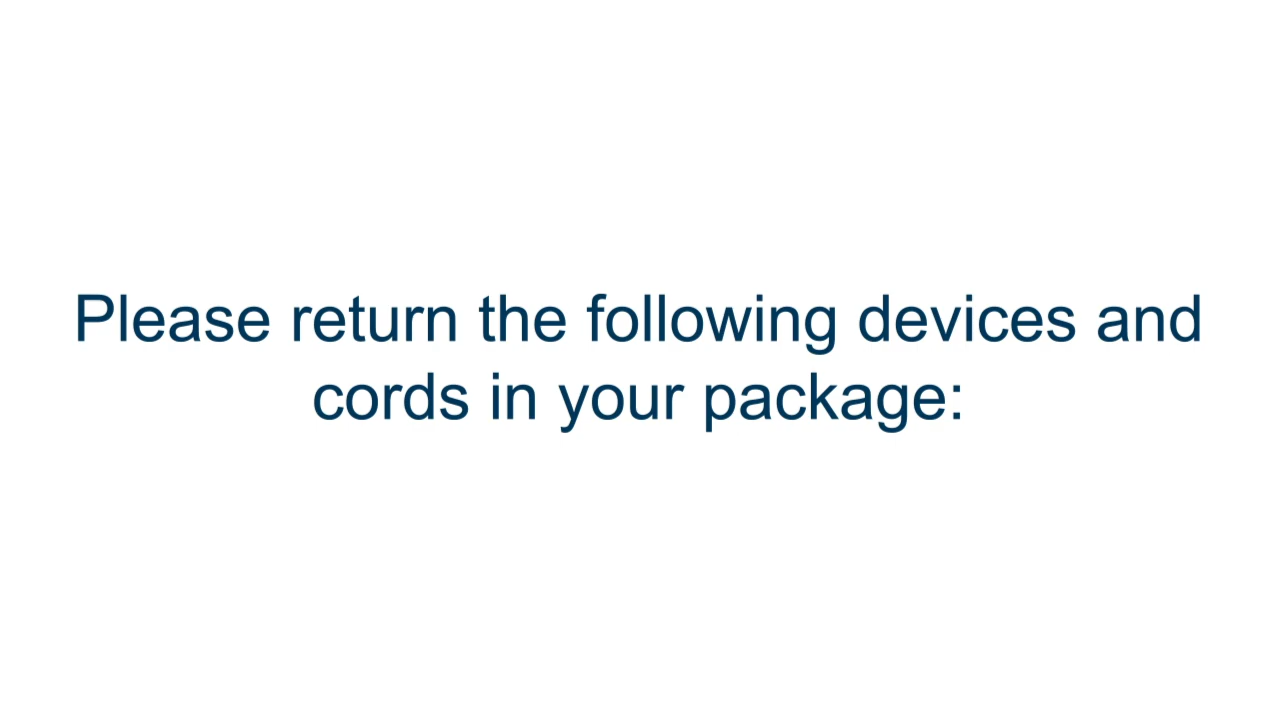 Please return the following devices and
cords in your package: